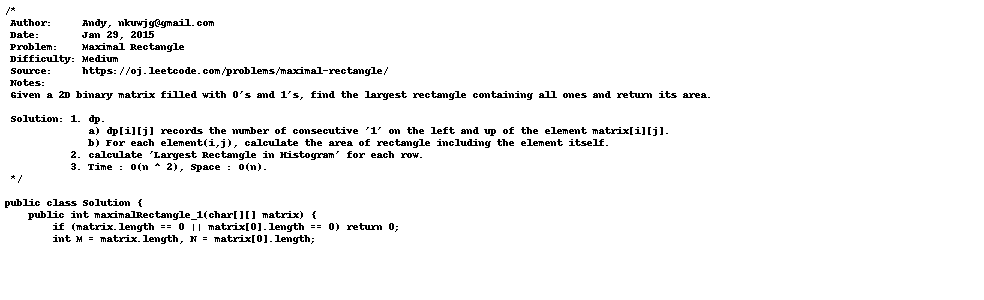 /*
 Author:     Andy, nkuwjg@gmail.com
 Date:       Jan 29, 2015
 Problem:    Maximal Rectangle
 Difficulty: Medium
 Source:     https://oj.leetcode.com/problems/maximal-rectangle/
 Notes:
 Given a 2D binary matrix filled with 0's and 1's, find the largest rectangle containing all ones and return its area.

 Solution: 1. dp.
              a) dp[i][j] records the number of consecutive '1' on the left and up of the element matrix[i][j].
              b) For each element(i,j), calculate the area of rectangle including the element itself.
           2. calculate 'Largest Rectangle in Histogram' for each row.
           3. Time : O(n ^ 2), Space : O(n).
 */

public class Solution {
    public int maximalRectangle_1(char[][] matrix) {
        if (matrix.length == 0 || matrix[0].length == 0) return 0;
        int M = matrix.length, N = matrix[0].length;